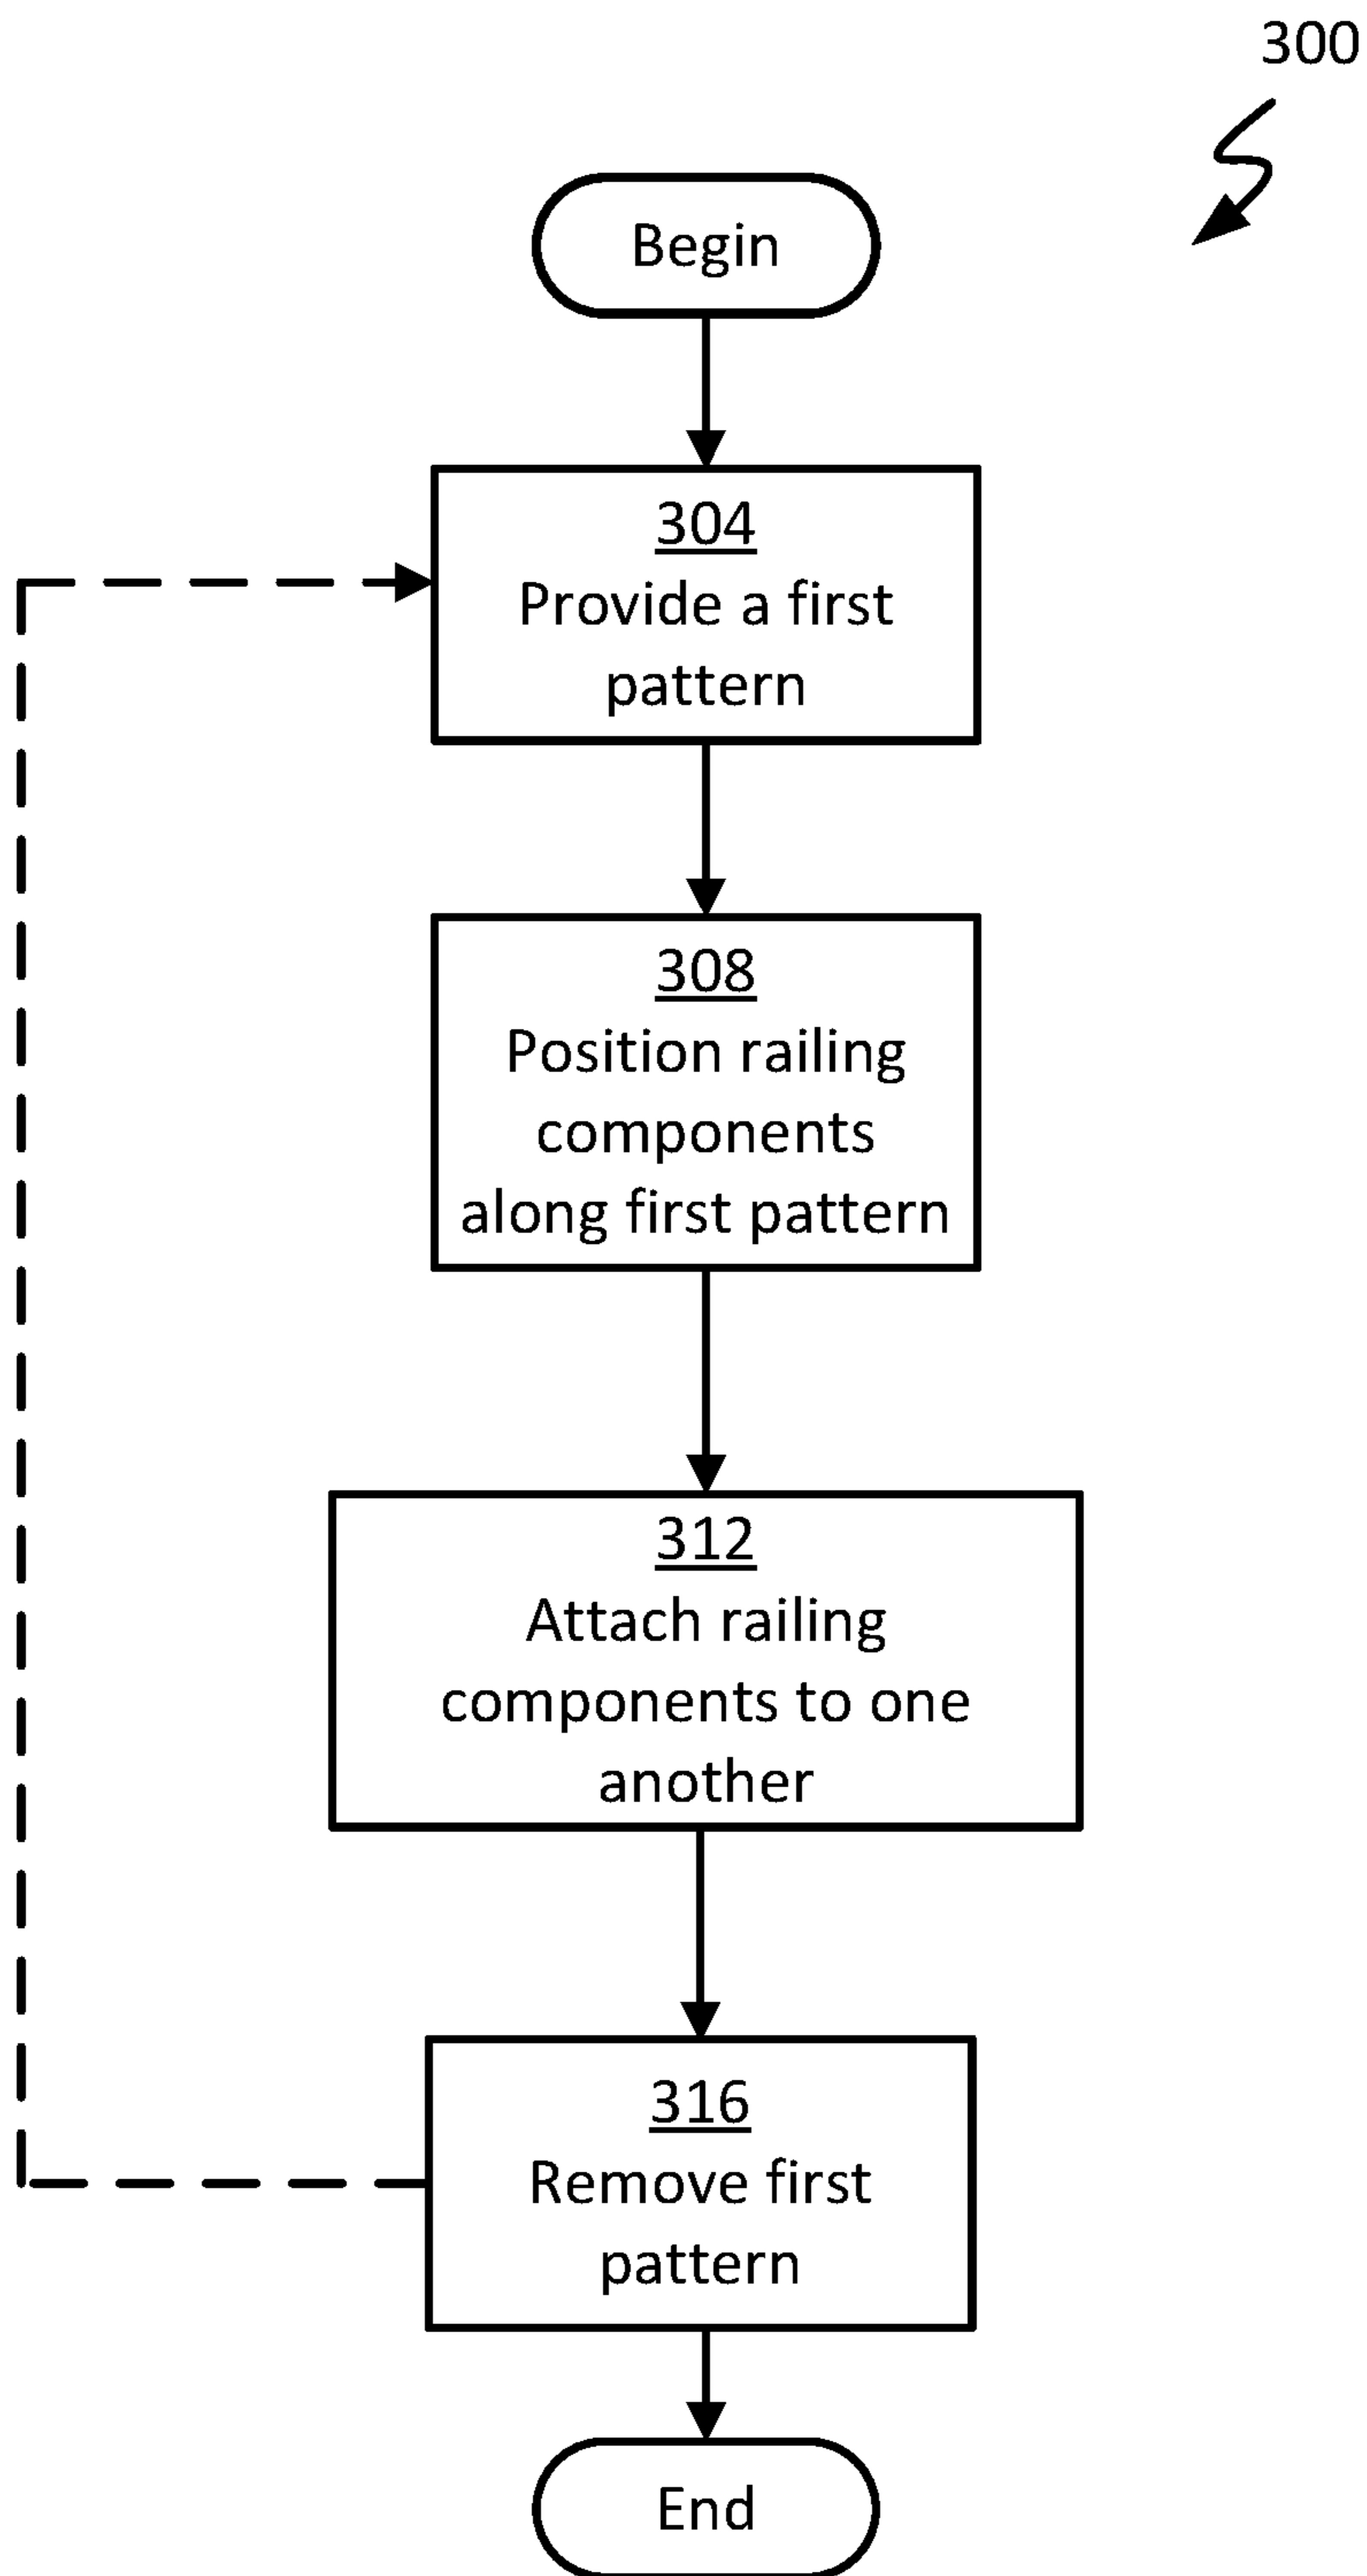 300
Begin
304
Provide a first
pattern
308
Position railing
components
along first pattern
312
Attach railing
components to one
another
316
Remove first
pattern
End